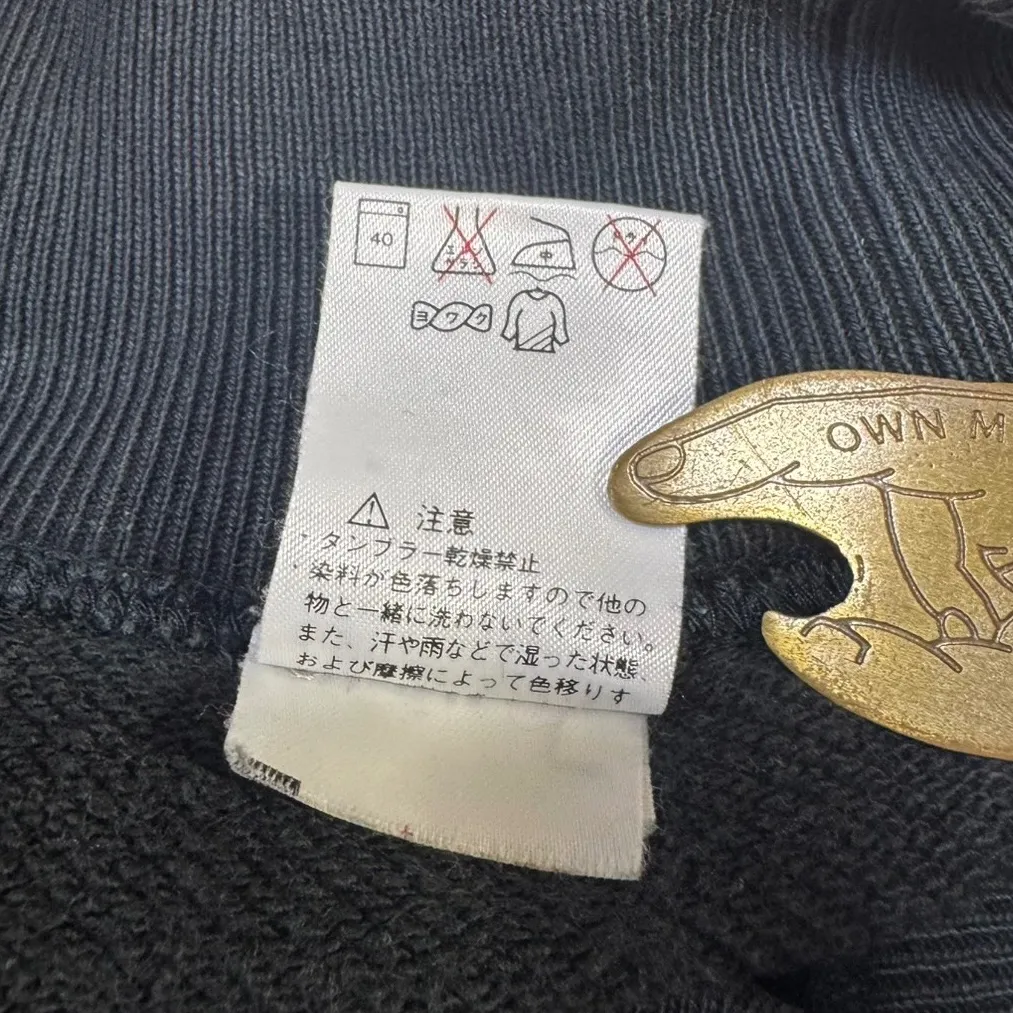 40
エンソ
サラシ
中
ドライ
ヨワク
注意
・タンブラー乾燥禁止
・染料が色落ちしますので他の
物と一緒に洗わないでください。
また、汗や雨などで湿った状態、
および摩擦によって色移りす
OWN M